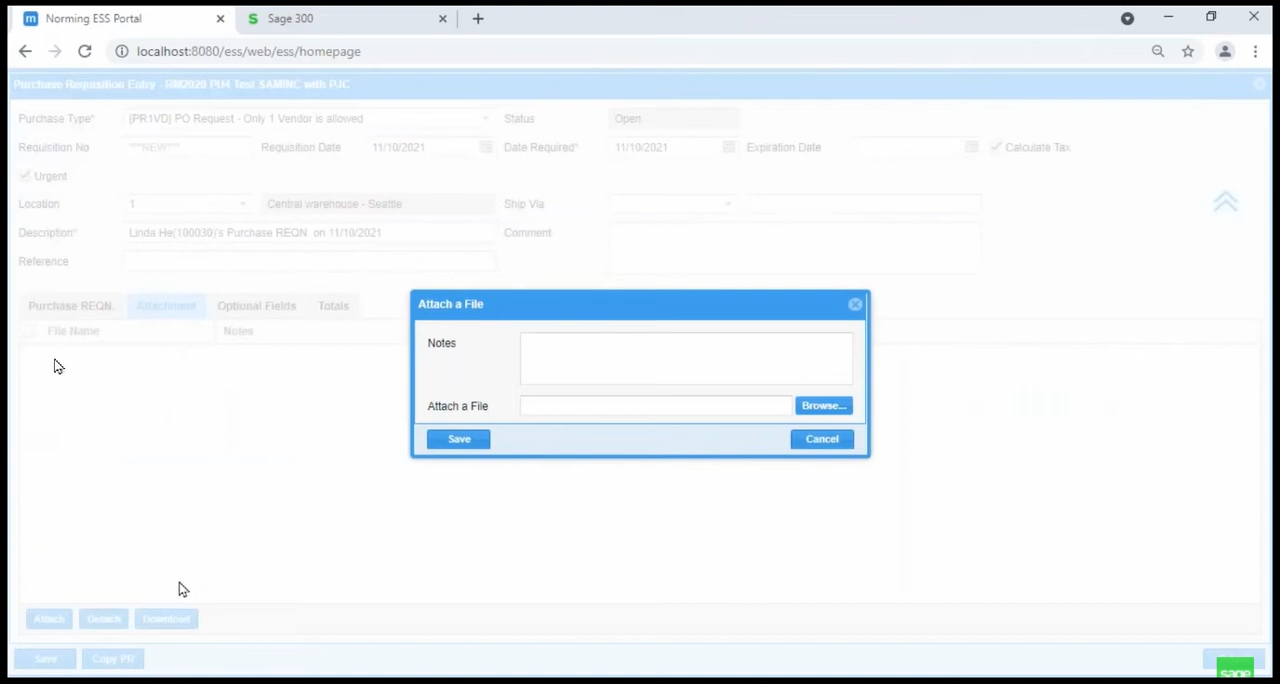 Norming ESS Portal
Sage 300
localhost:8080/ess/web/ess/homepage
Purchase Requisition Entry - RM2020 PU4 Test SAMINC with PJC
Purchase Type* [PR1VD] PO Request - Only 1 Vendor is allowed Status Open
Requisition No ***NEW*** Requisition Date 11/10/2021 Date Required* 11/10/2021 Expiration Date Calculate Tax
Urgent
Location 1 Central warehouse - Seattle Ship Via
Description* Linda He(100030)'s Purchase REQN. on 11/10/2021 Comment
Reference
Purchase REQN. Attachment Optional Fields Totals
File Name Notes
Attach a File
Notes
Attach a File Browse...
Save Cancel
Attach Detach Download
Save Copy PR
sage